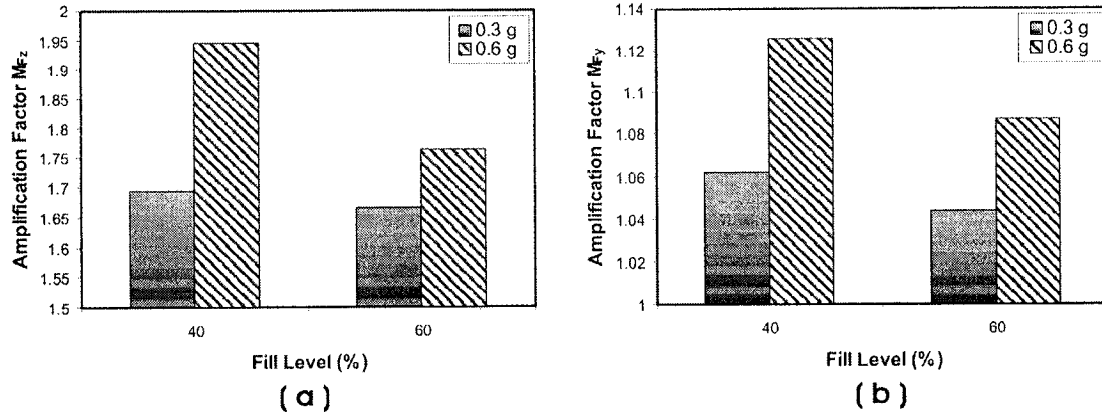 2
1.95
1.9
1.85
1.8
1.75
1.7
1.65
1.6
1.55
1.5
Amplification Factor MFz
0.3 g
0.6 g
40
60
Fill Level (%)
(a)
1.14
1.12
1.1
1.08
1.06
1.04
1.02
1
Amplification Factor MFy
0.3 g
0.6 g
40
60
Fill Level (%)
(b)